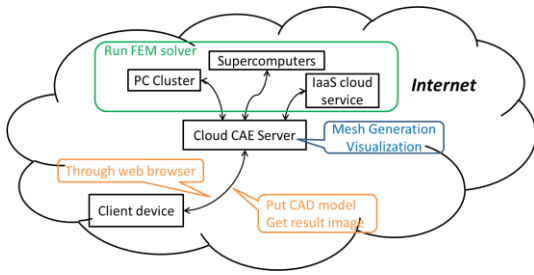 Run FEM solver
Supercomputers
PC Cluster
IaaS cloud
service
Internet
Cloud CAE Server
Mesh Generation
Visualization
Through web browser
Client device
Put CAD model
Get result image